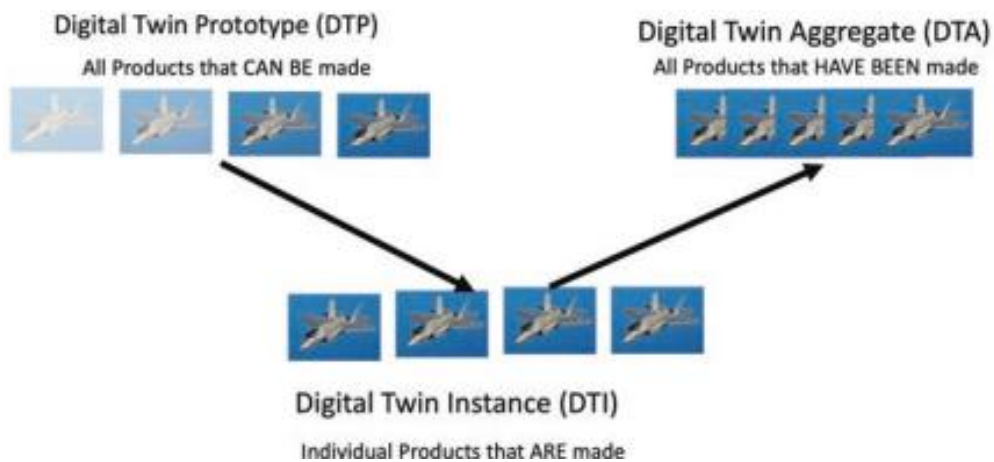 Digital Twin Prototype (DTP)
All Products that CAN BE made
Digital Twin Aggregate (DTA)
All Products that HAVE BEEN made
Digital Twin Instance (DTI)
Individual Products that ARE made